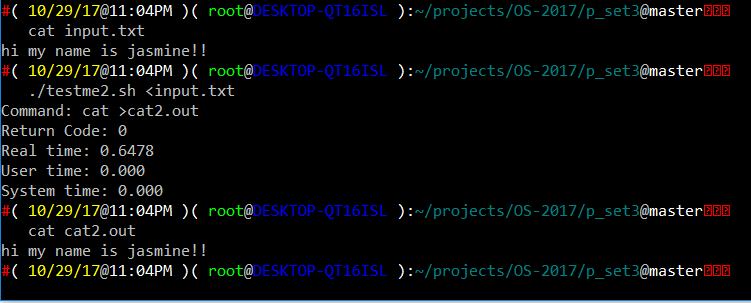 #( 10/29/17@11:04PM )( root@DESKTOP-QT16ISL ):~/projects/OS-2017/p_set3@master
cat input.txt
hi my name is jasmine!!
#( 10/29/17@11:04PM )( root@DESKTOP-QT16ISL ):~/projects/OS-2017/p_set3@master
./testme2.sh <input.txt
Command: cat >cat2.out
Return Code: 0
Real time: 0.6478
User time: 0.000
System time: 0.000
#( 10/29/17@11:04PM )( root@DESKTOP-QT16ISL ):~/projects/OS-2017/p_set3@master
cat cat2.out
hi my name is jasmine!!
#( 10/29/17@11:04PM )( root@DESKTOP-QT16ISL ):~/projects/OS-2017/p_set3@master